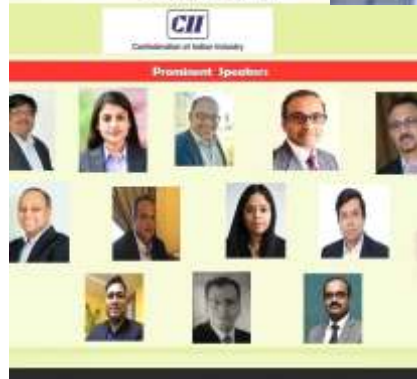 CII
Confederation of Indian Industry
Prominent Speakers